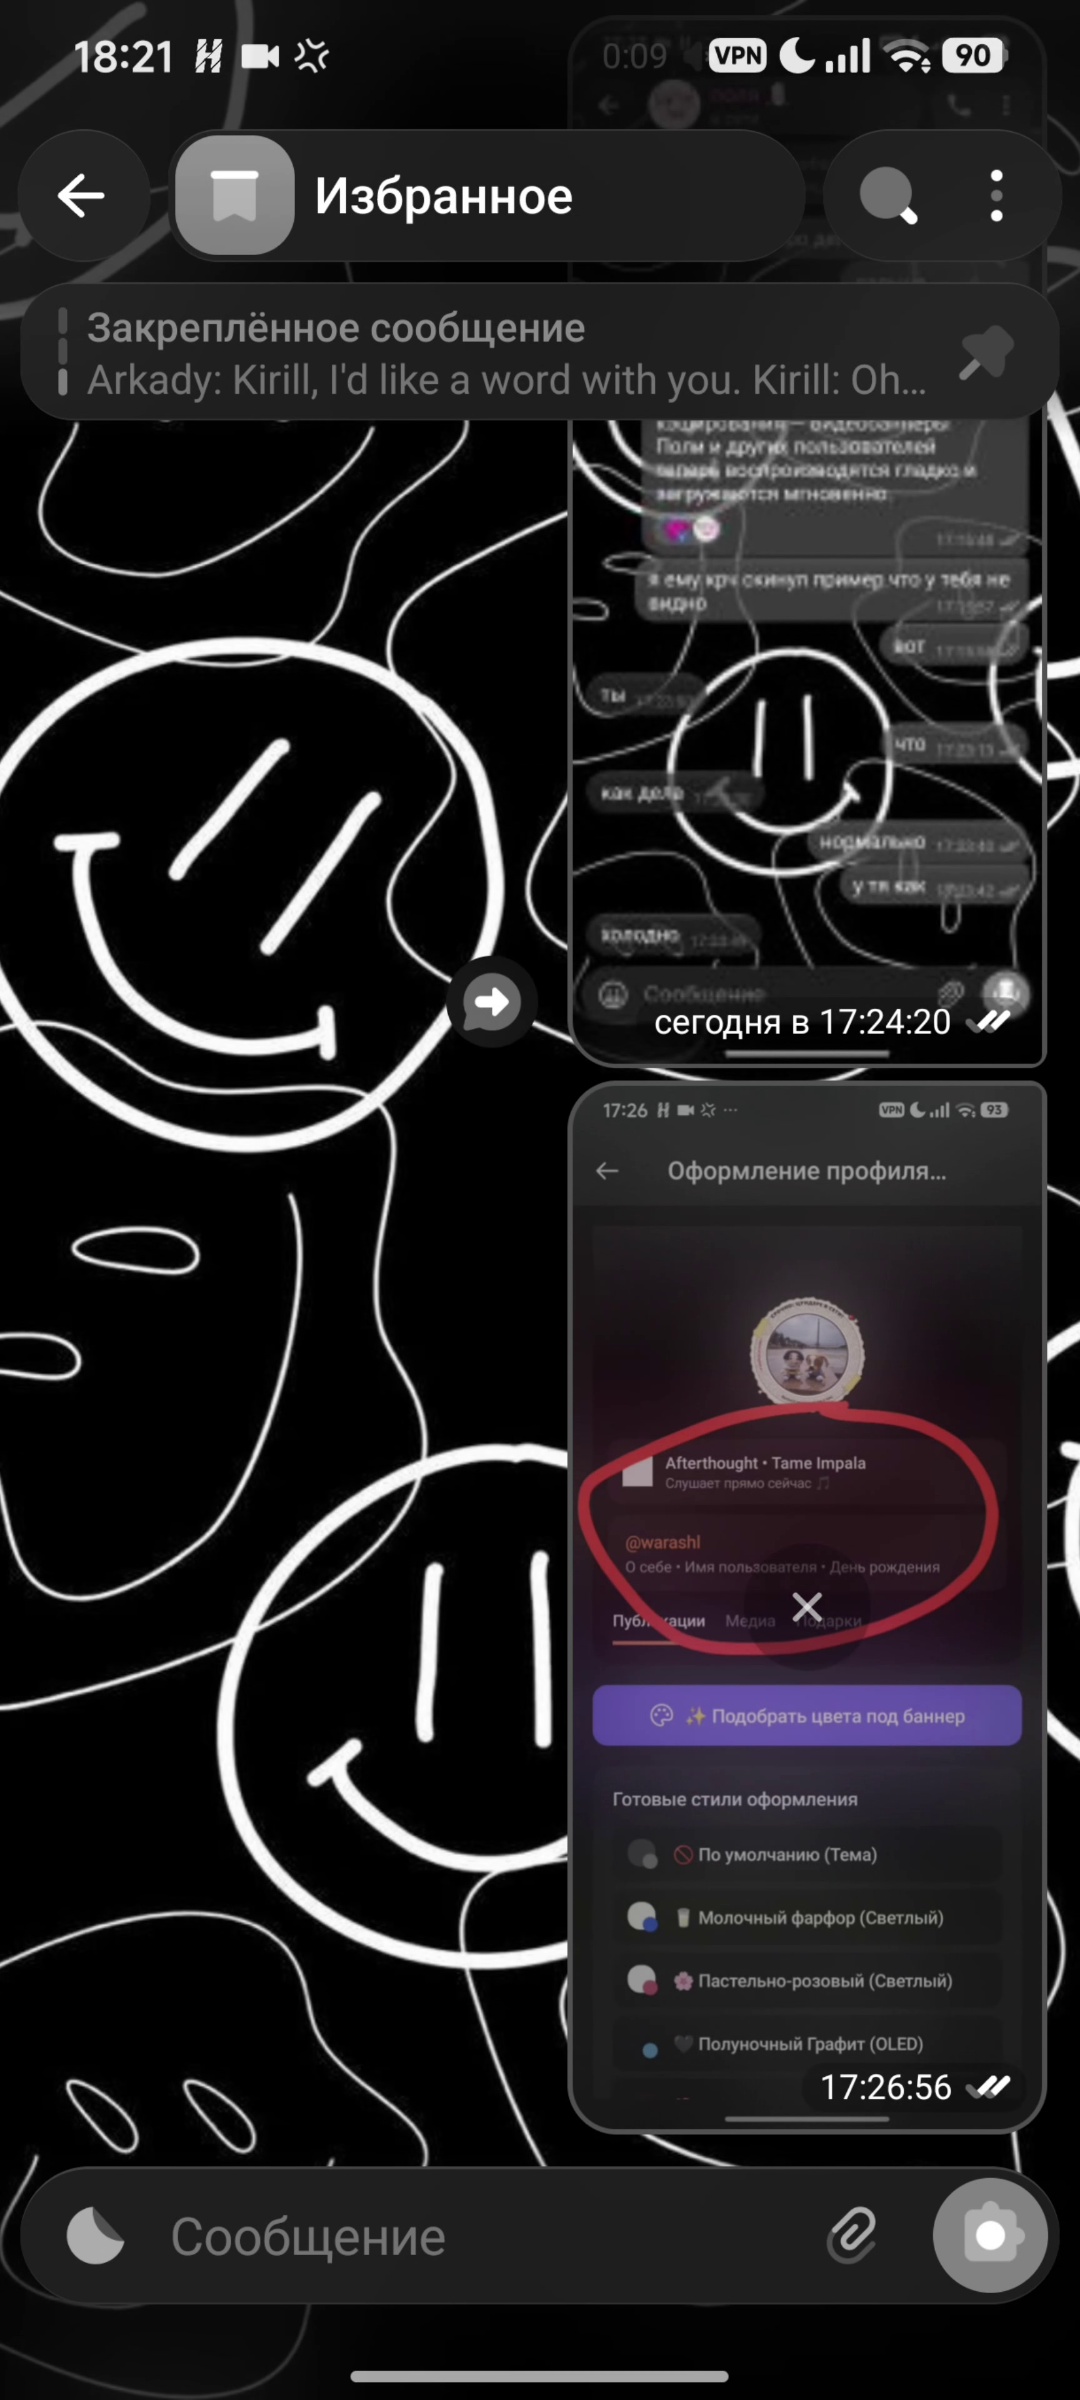 18:21
VPN
90
0:09
Избранное
Закреплённое сообщение
Arkady: Kirill, I'd like a word with you. Kirill: Oh...
Поли и других пользователей
теперь воспроизводятся гладко и
загружаются мгновенно.
я ему крч скинул пример что у тебя не
видно
вот
ты
что
как дела
нормально
у тя как
холодно
Сообщение
сегодня в 17:24:20
17:26
VPN
93
Оформление профиля...
Afterthought • Tame Impala
Слушает прямо сейчас
@warashl
О себе • Имя пользователя • День рождения
Публикации Медиа Подарки
Подобрать цвета под баннер
Готовые стили оформления
По умолчанию (Тема)
Молочный фарфор (Светлый)
Пастельно-розовый (Светлый)
Полуночный Графит (OLED)
17:26:56
Сообщение